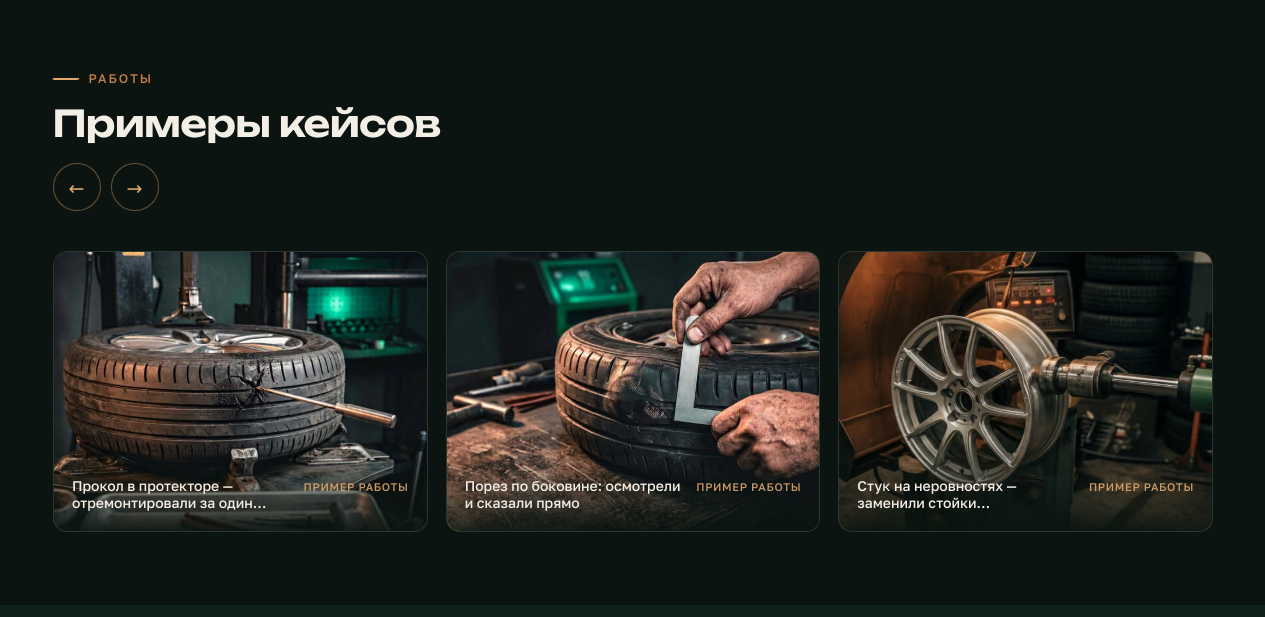 РАБОТЫ
Примеры кейсов
← →
Прокол в протекторе —
отремонтировали за один...
ПРИМЕР РАБОТЫ
Порез по боковине: осмотрели
и сказали прямо
ПРИМЕР РАБОТЫ
Стук на неровностях —
заменили стойки...
ПРИМЕР РАБОТЫ